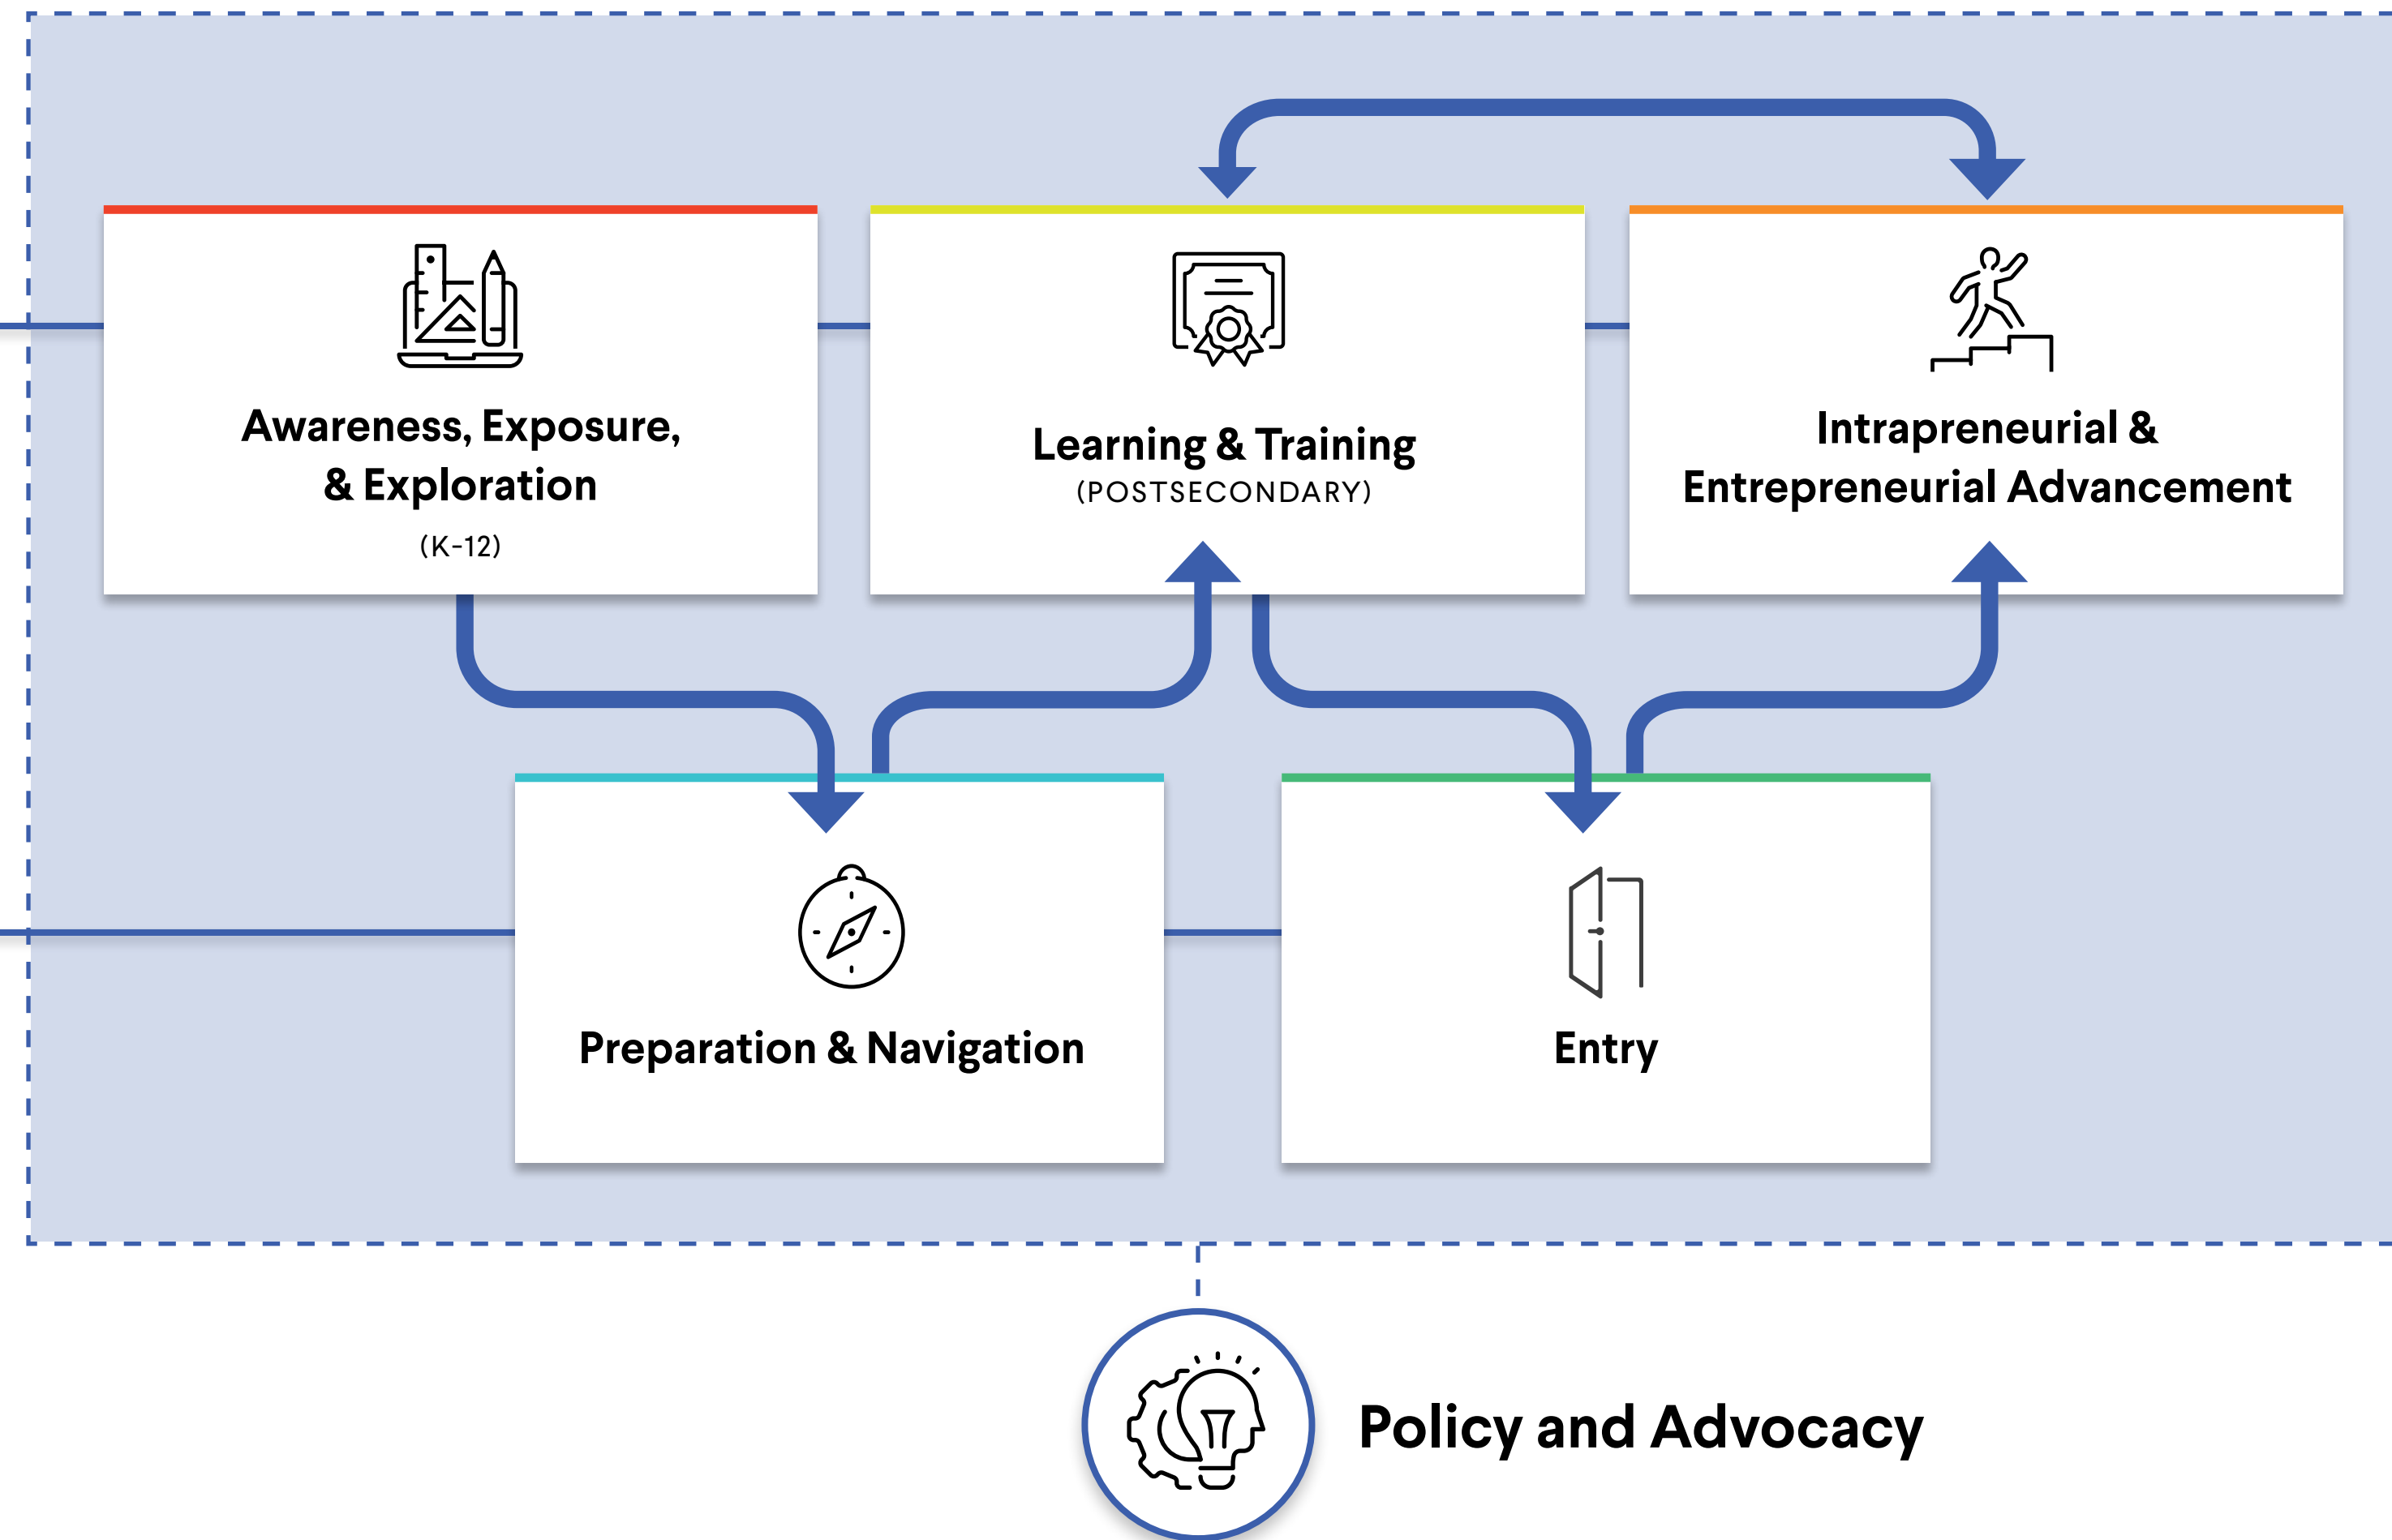 Awareness, Exposure,
& Exploration
(K-12)
Learning & Training
(POSTSECONDARY)
Intrapreneurial &
Entrepreneurial Advancement
Preparation & Navigation
Entry
Policy and Advocacy